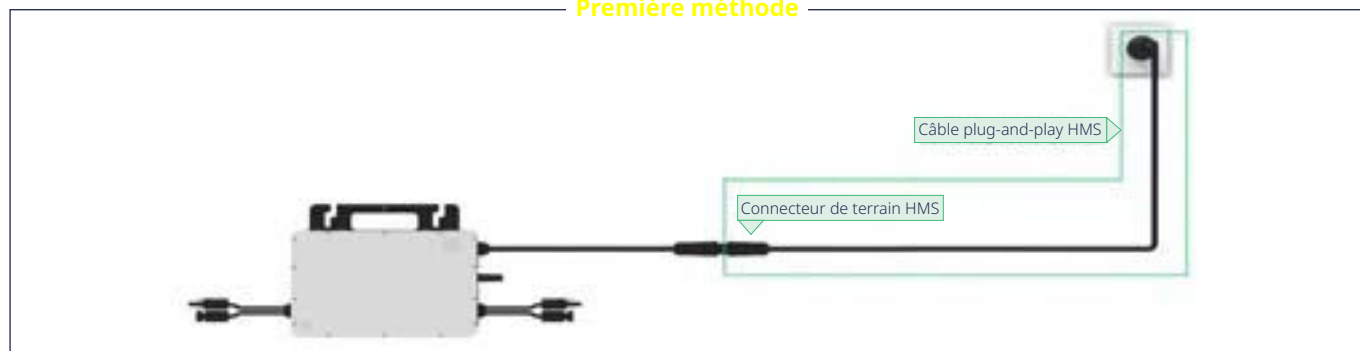 Première méthode
Câble plug-and-play HMS
Connecteur de terrain HMS